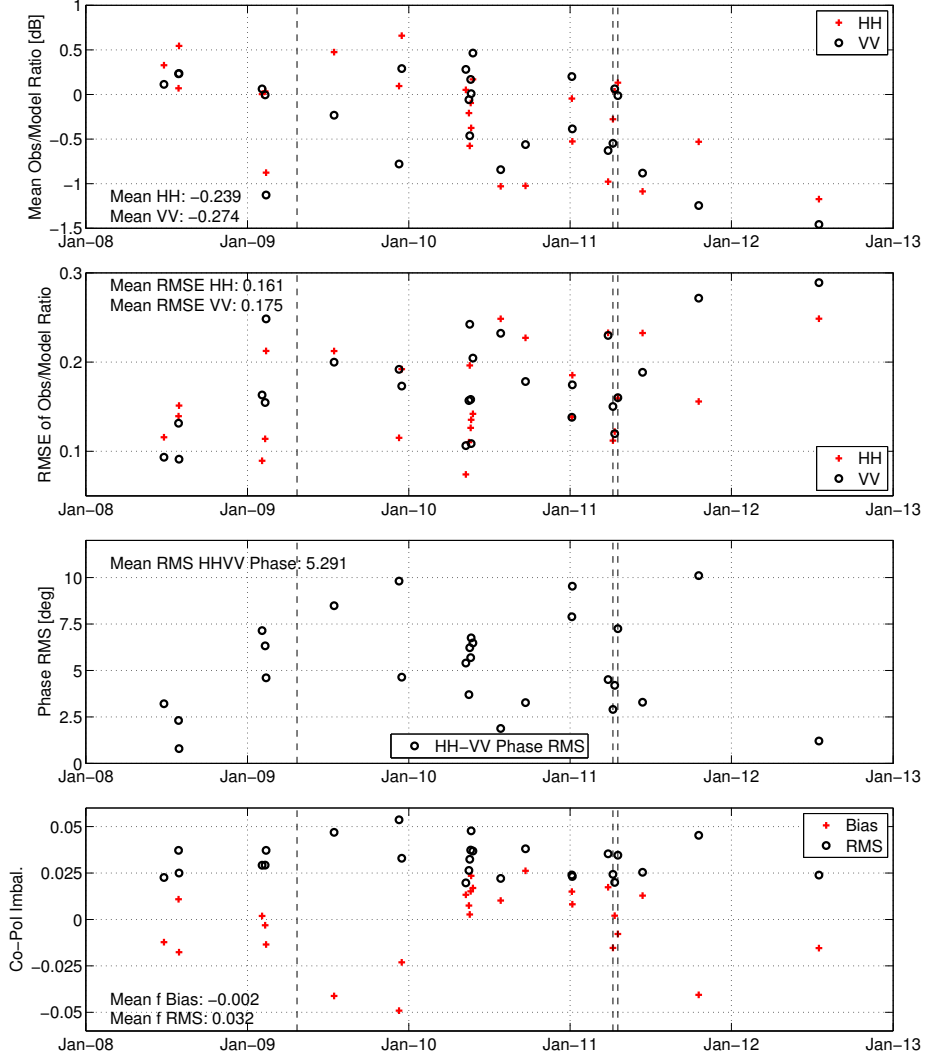 Mean Obs/Model Ratio [dB]
1
0.5
0
−0.5
−1
−1.5
HH
VV
Mean HH: −0.239
Mean VV: −0.274
Jan−08 Jan−09 Jan−10 Jan−11 Jan−12 Jan−13
RMSE of Obs/Model Ratio
0.3
0.2
0.1
Mean RMSE HH: 0.161
Mean RMSE VV: 0.175
HH
VV
Jan−08 Jan−09 Jan−10 Jan−11 Jan−12 Jan−13
Phase RMS [deg]
10
7.5
5
2.5
0
Mean RMS HHVV Phase: 5.291
HH−VV Phase RMS
Jan−08 Jan−09 Jan−10 Jan−11 Jan−12 Jan−13
Co−Pol Imbal.
0.05
0.025
0
−0.025
−0.05
Bias
RMS
Mean f Bias: −0.002
Mean f RMS: 0.032
Jan−08 Jan−09 Jan−10 Jan−11 Jan−12 Jan−13